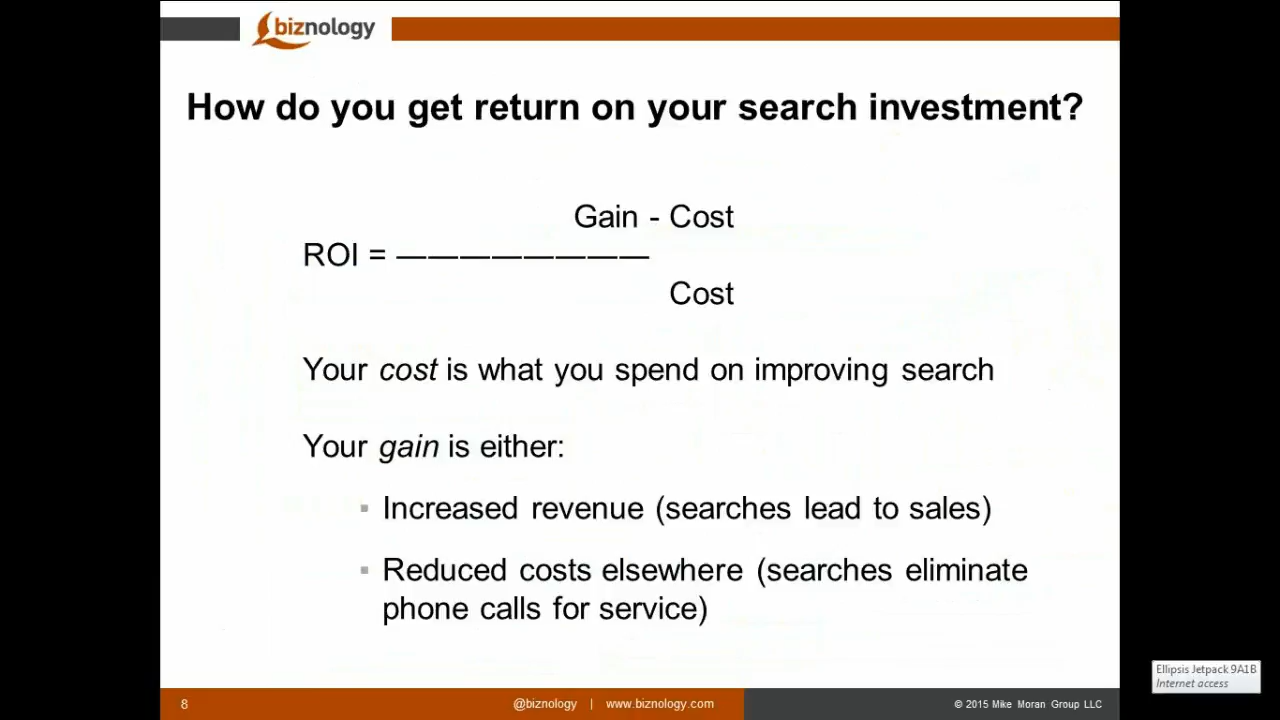 biznology
How do you get return on your search investment?
Gain - Cost
ROI = ————————
Cost
Your cost is what you spend on improving search
Your gain is either:
▪ Increased revenue (searches lead to sales)
▪ Reduced costs elsewhere (searches eliminate
phone calls for service)
Ellipsis Jetpack 9A1B
Internet access
8
@biznology | www.biznology.com
© 2015 Mike Moran Group LLC